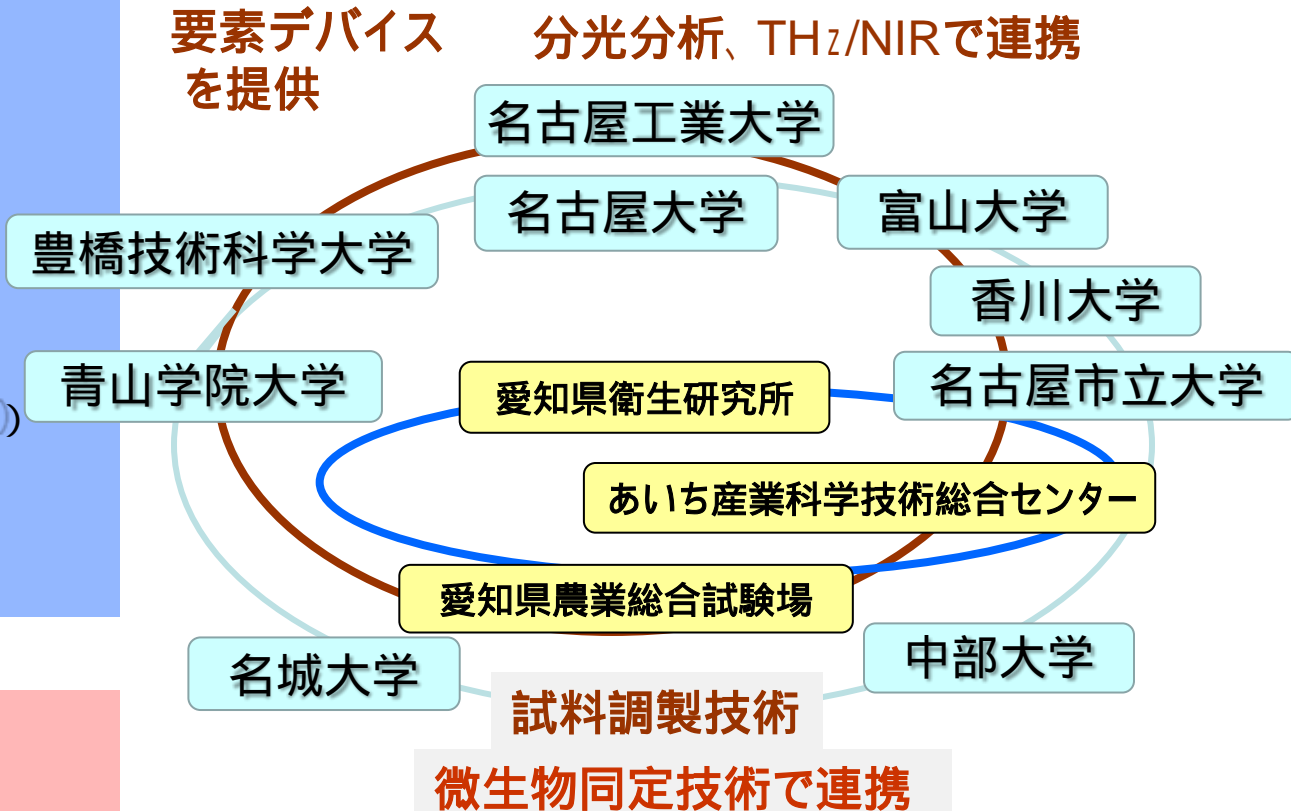 要素デバイス
を提供
分光分析、THz/NIRで連携
名古屋工業大学
名古屋大学
富山大学
豊橋技術科学大学
香川大学
青山学院大学
愛知県衛生研究所
名古屋市立大学
)
あいち産業科学技術総合センター
愛知県農業総合試験場
名城大学
中部大学
試料調製技術
微生物同定技術で連携